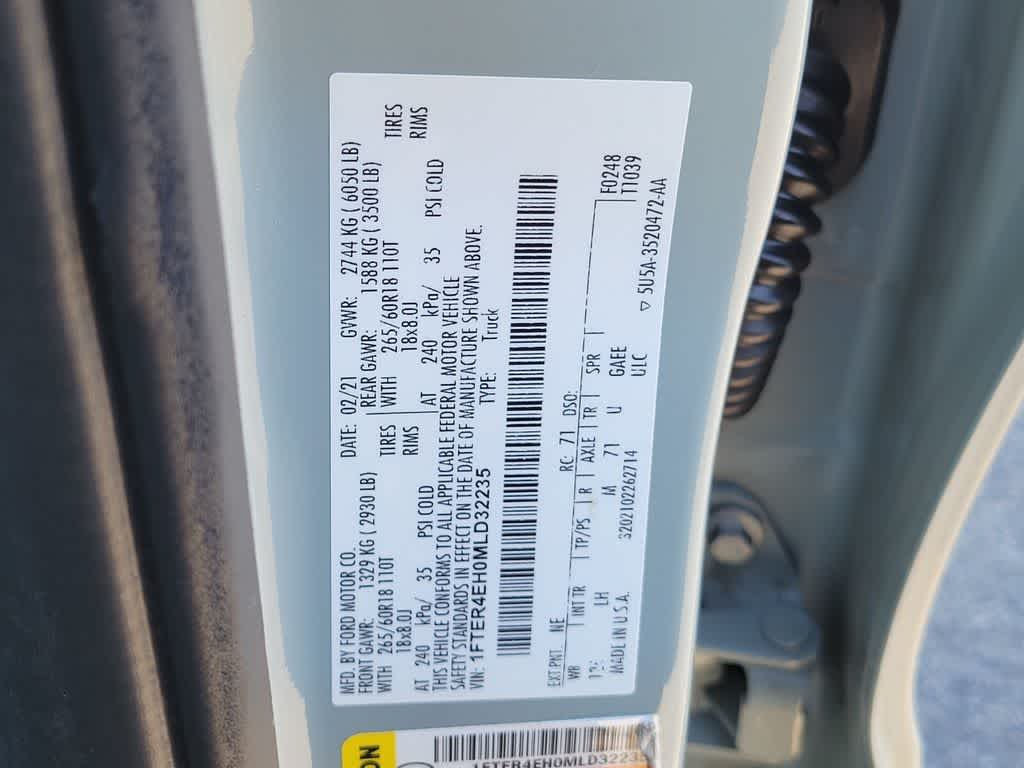 MFD. BY FORD MOTOR CO.
DATE: 02/21 GVWR: 2744 KG ( 6050 LB)
FRONT GAWR: 1329 KG ( 2930 LB)
REAR GAWR: 1588 KG ( 3500 LB)
WITH 265/60R18 110T TIRES
WITH 265/60R18 110T TIRES
18x8.0J RIMS
18x8.0J RIMS
AT 240 kPa/ 35 PSI COLD
AT 240 kPa/ 35 PSI COLD
THIS VEHICLE CONFORMS TO ALL APPLICABLE FEDERAL MOTOR VEHICLE
SAFETY STANDARDS IN EFFECT ON THE DATE OF MANUFACTURE SHOWN ABOVE.
VIN: 1FTER4EH0MLD32235
TYPE: Truck
EXT PNT: NE RC: 71 DSO:
WB INT TR TP/PS R AXLE TR SPR F0248
LH M 71 U GAEE T1039
MADE IN U.S.A. 3202102262714 ULC
▽ 5U5A-3520472-AA
1FTER4EH0MLD32235